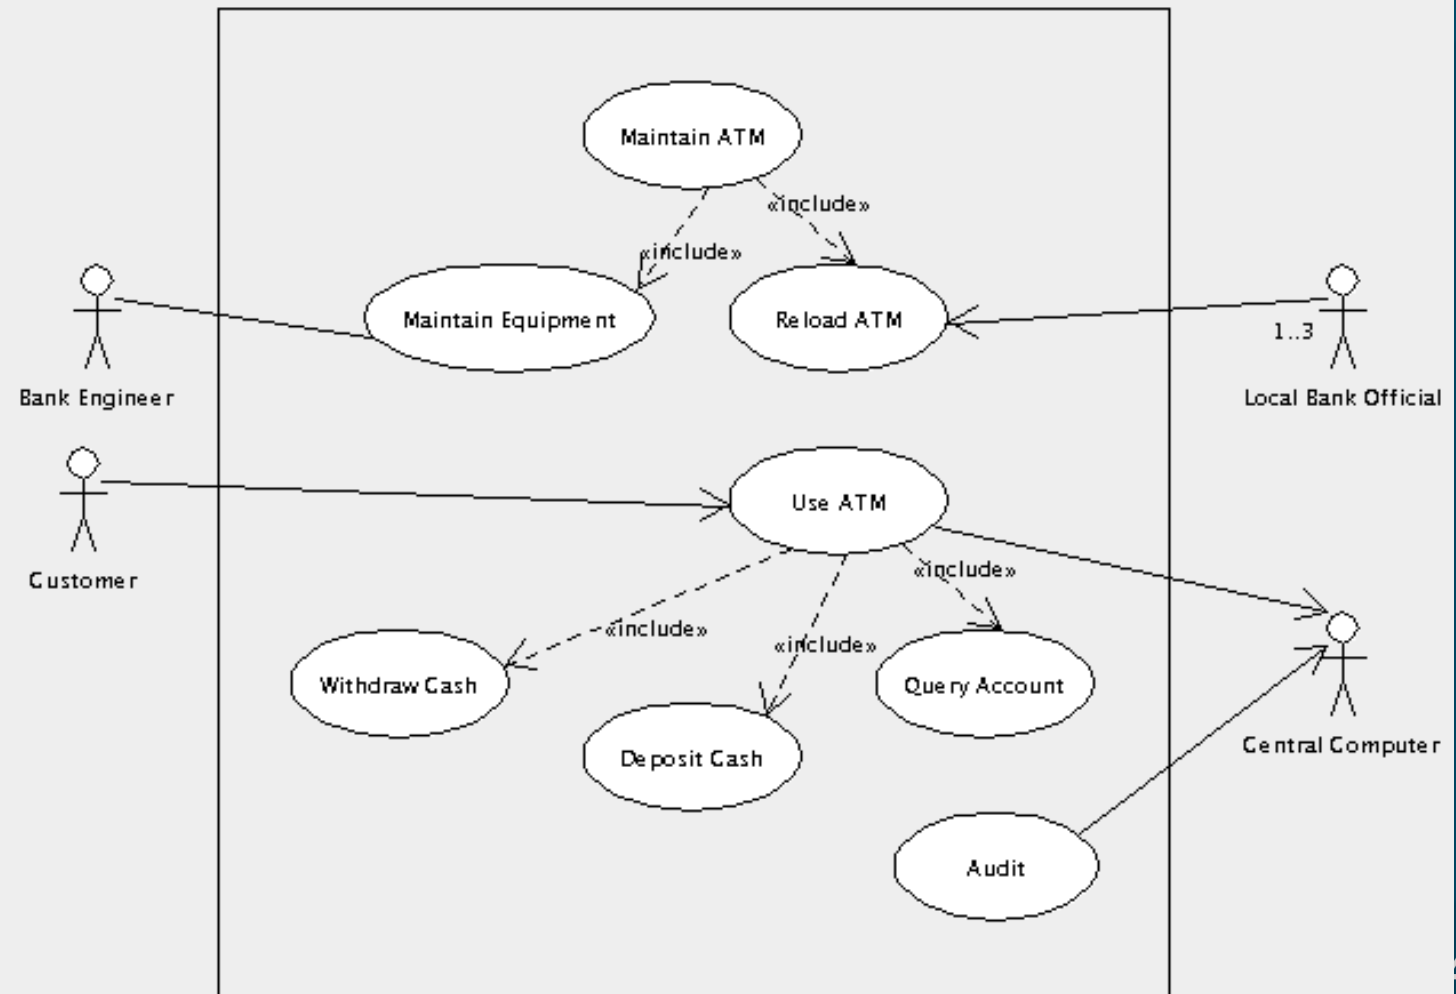 Maintain ATM
«include»
«include»
Maintain Equipment
Reload ATM
1..3
Bank Engineer
Local Bank Official
Use ATM
Customer
«include»
«include»
«include»
Withdraw Cash
Query Account
Deposit Cash
Central Computer
Audit